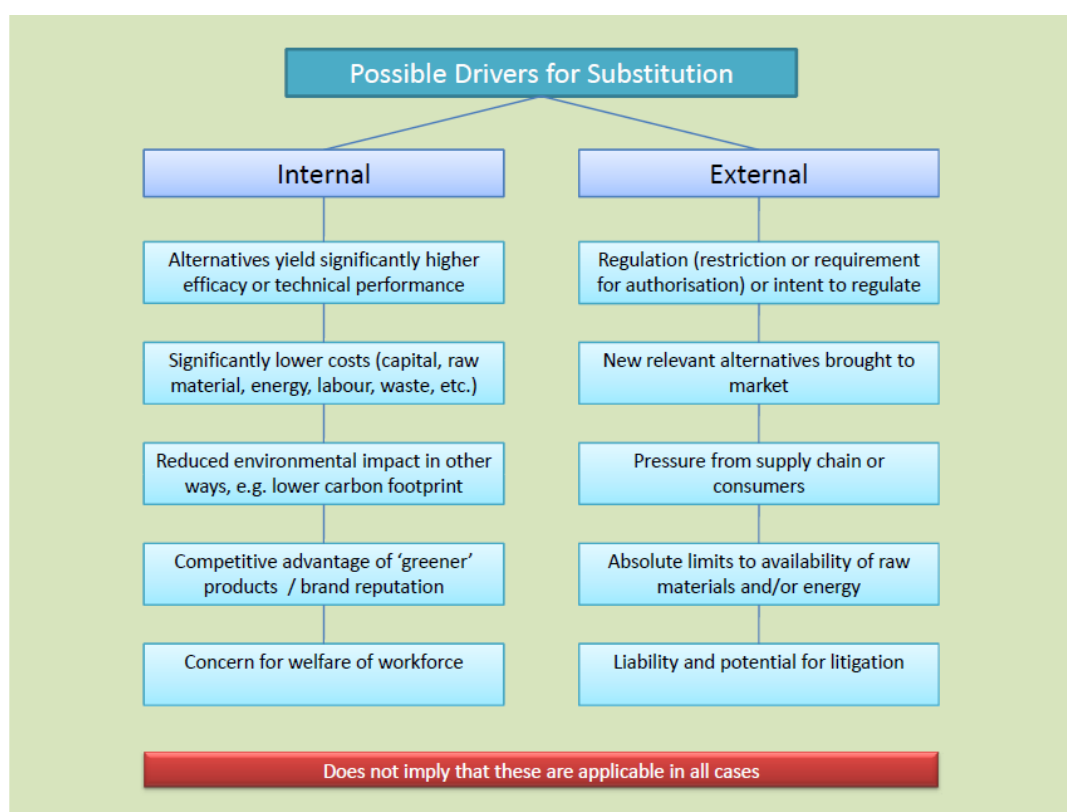 Possible Drivers for Substitution
Internal
Alternatives yield significantly higher
efficacy or technical performance
Significantly lower costs (capital, raw
material, energy, labour, waste, etc.)
Reduced environmental impact in other
ways, e.g. lower carbon footprint
Competitive advantage of ‘greener’
products / brand reputation
Concern for welfare of workforce
External
Regulation (restriction or requirement
for authorisation) or intent to regulate
New relevant alternatives brought to
market
Pressure from supply chain or
consumers
Absolute limits to availability of raw
materials and/or energy
Liability and potential for litigation
Does not imply that these are applicable in all cases